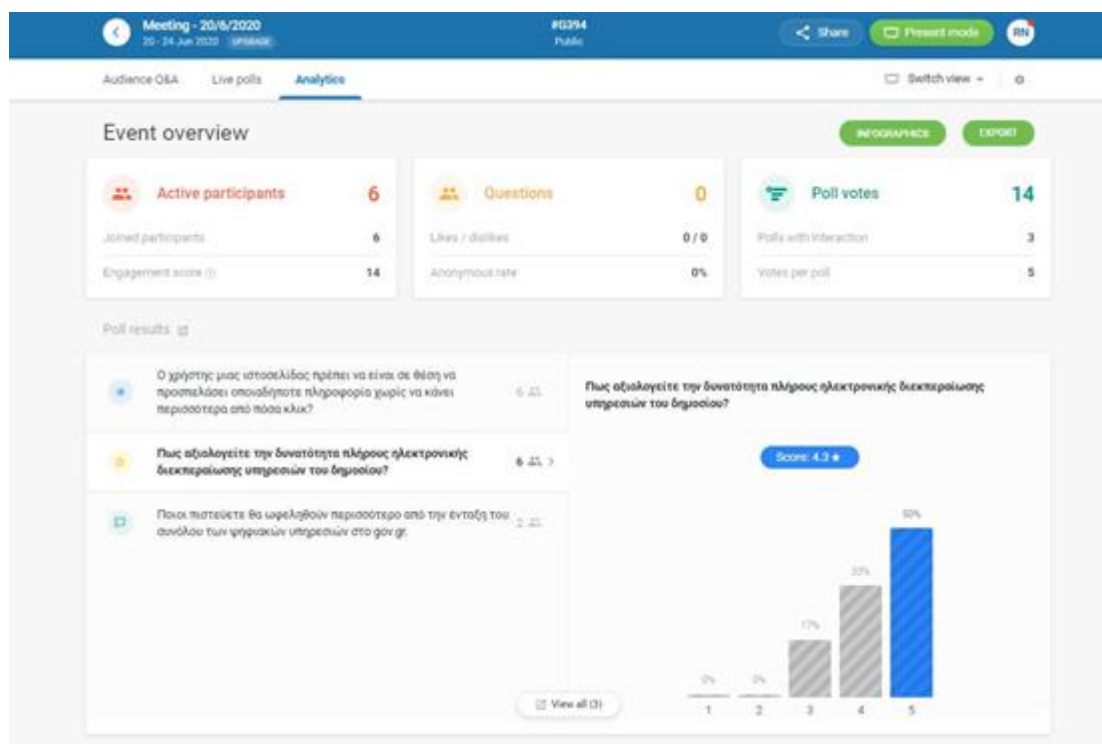 Meeting - 20/6/2020
20 - 24 Jun 2020 UPGRADE
#G394
Public
Share
Present mode
RN
Audience Q&A Live polls Analytics
Switch view
Event overview
INFOGRAPHICS EXPORT
Active participants 6
Joined participants 6
Engagement score 14
Questions 0
Likes / dislikes 0 / 0
Anonymous rate 0%
Poll votes 14
Polls with interaction 3
Votes per poll 5
Poll results
Ο χρήστης μιας ιστοσελίδας πρέπει να είναι σε θέση να
προσπελάσει οποιαδήποτε πληροφορία χωρίς να κάνει
περισσότερα από πόσα κλικ?
6
Πως αξιολογείτε την δυνατότητα πλήρους ηλεκτρονικής
διεκπεραίωσης υπηρεσιών του δημοσίου?
6
Ποιοι πιστεύετε θα ωφεληθούν περισσότερο από την ένταξη του
συνόλου των ψηφιακών υπηρεσιών στο gov gr.
2
View all (3)
Πως αξιολογείτε την δυνατότητα πλήρους ηλεκτρονικής διεκπεραίωσης
υπηρεσιών του δημοσίου?
Score: 4.3
0% 0% 17% 33% 50%
1 2 3 4 5